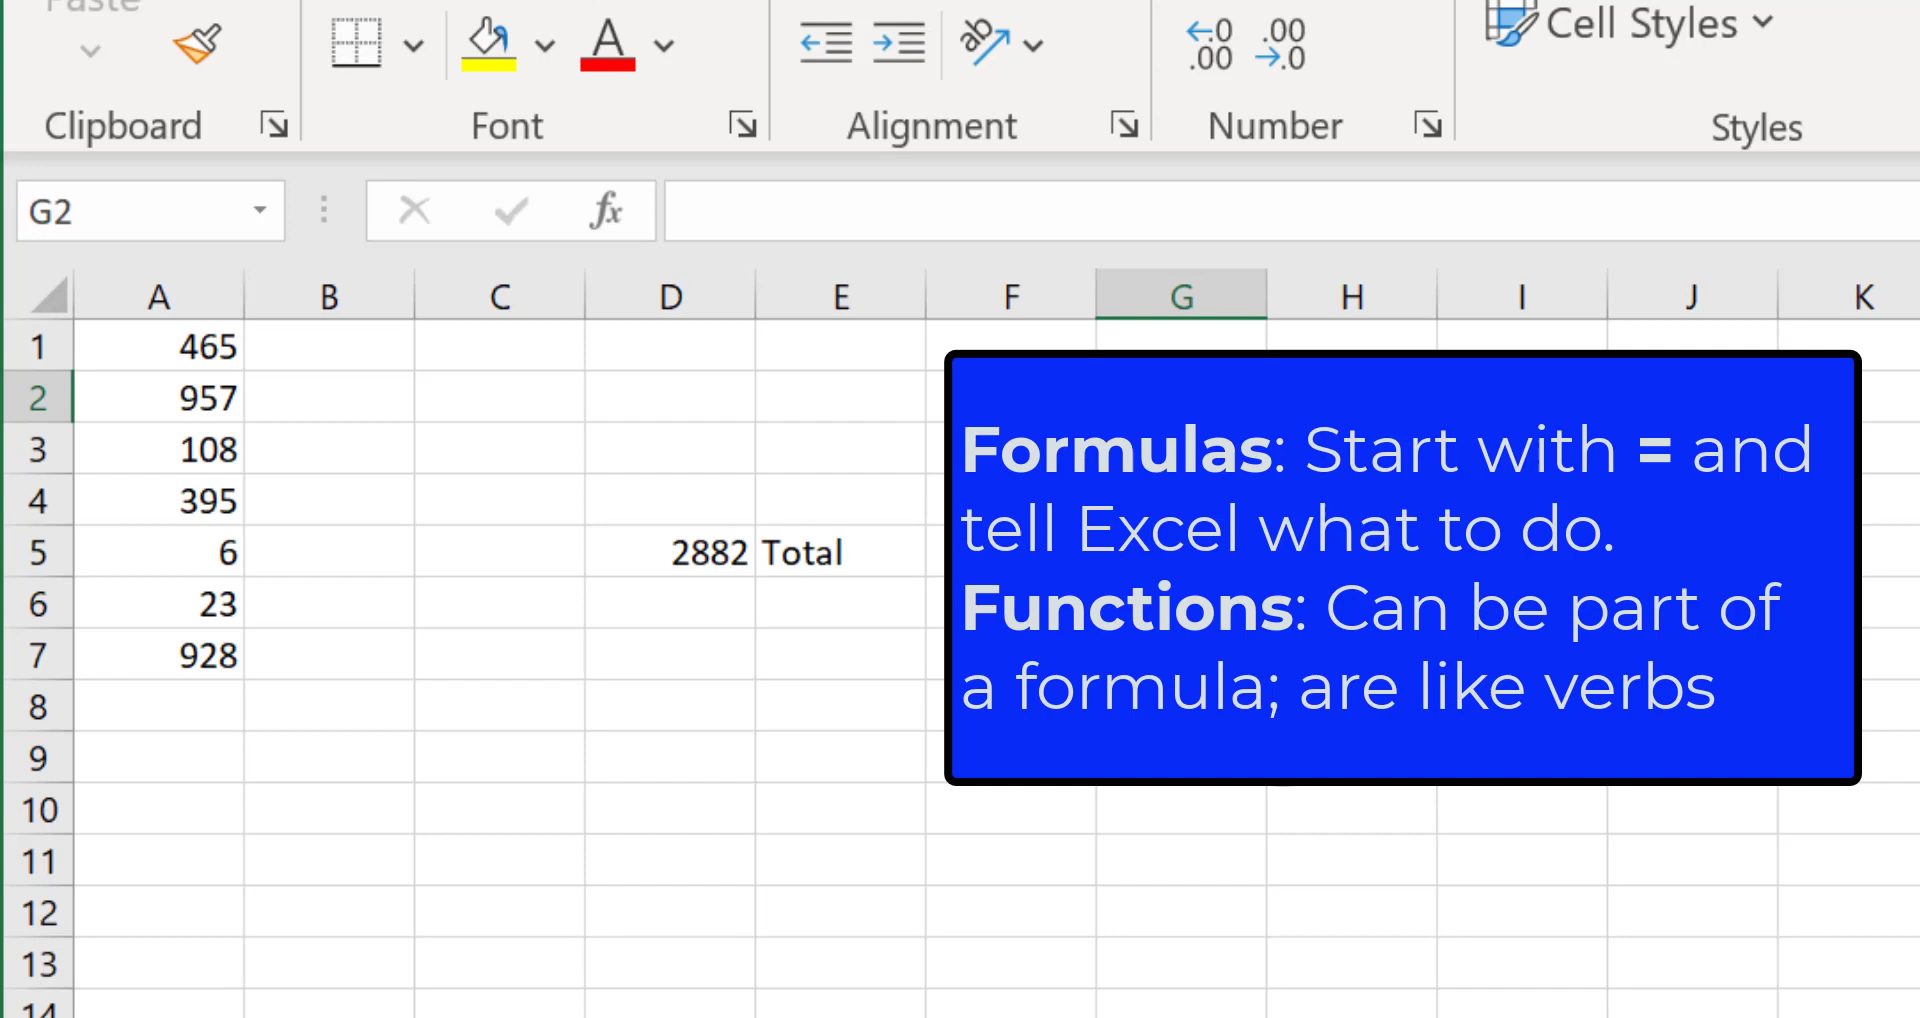 Paste
Cell Styles
Clipboard
Font
Alignment
Number
Styles
G2
fx
A B C D E F G H I J K
1 465
2 957
3 108
4 395
5 6 2882 Total
6 23
7 928
8
9
10
11
12
13
14
Formulas: Start with = and
tell Excel what to do.
Functions: Can be part of
a formula; are like verbs